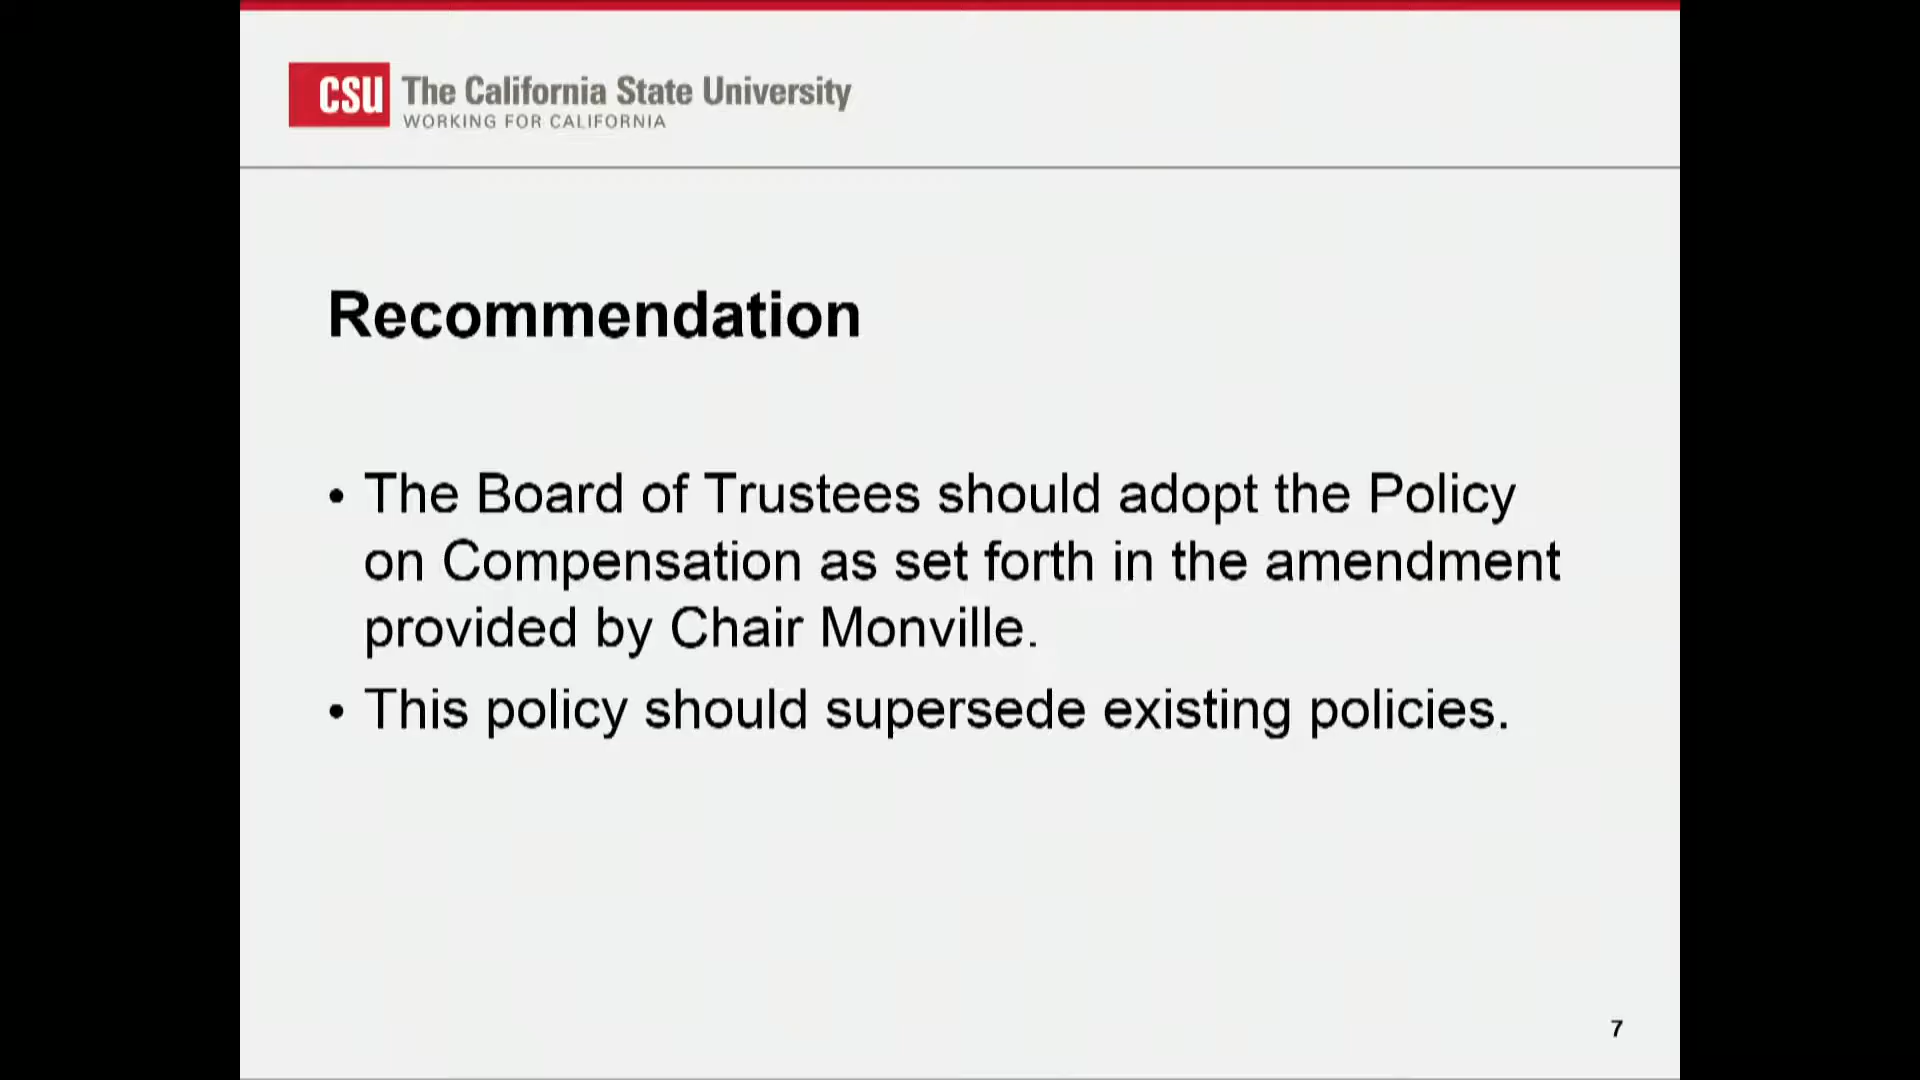 CSU The California State University
WORKING FOR CALIFORNIA
Recommendation
• The Board of Trustees should adopt the Policy
on Compensation as set forth in the amendment
provided by Chair Monville.
• This policy should supersede existing policies.
7